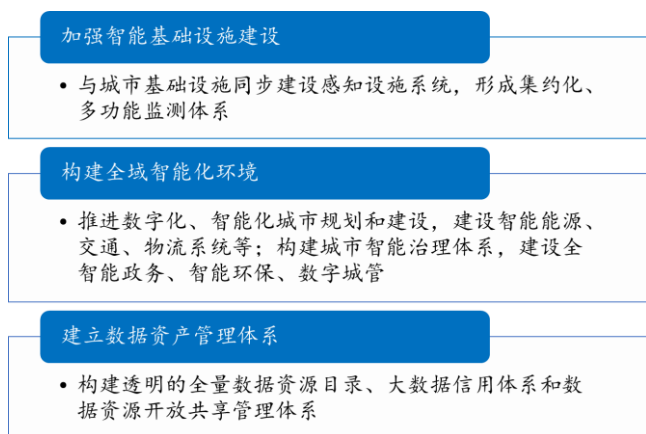 加强智能基础设施建设
• 与城市基础设施同步建设感知设施系统，形成集约化、
多功能监测体系
构建全域智能化环境
• 推进数字化、智能化城市规划和建设，建设智能能源、
交通、物流系统等；构建城市智能治理体系，建设全
智能政务、智能环保、数字城管
建立数据资产管理体系
• 构建透明的全量数据资源目录、大数据信用体系和数
据资源开放共享管理体系